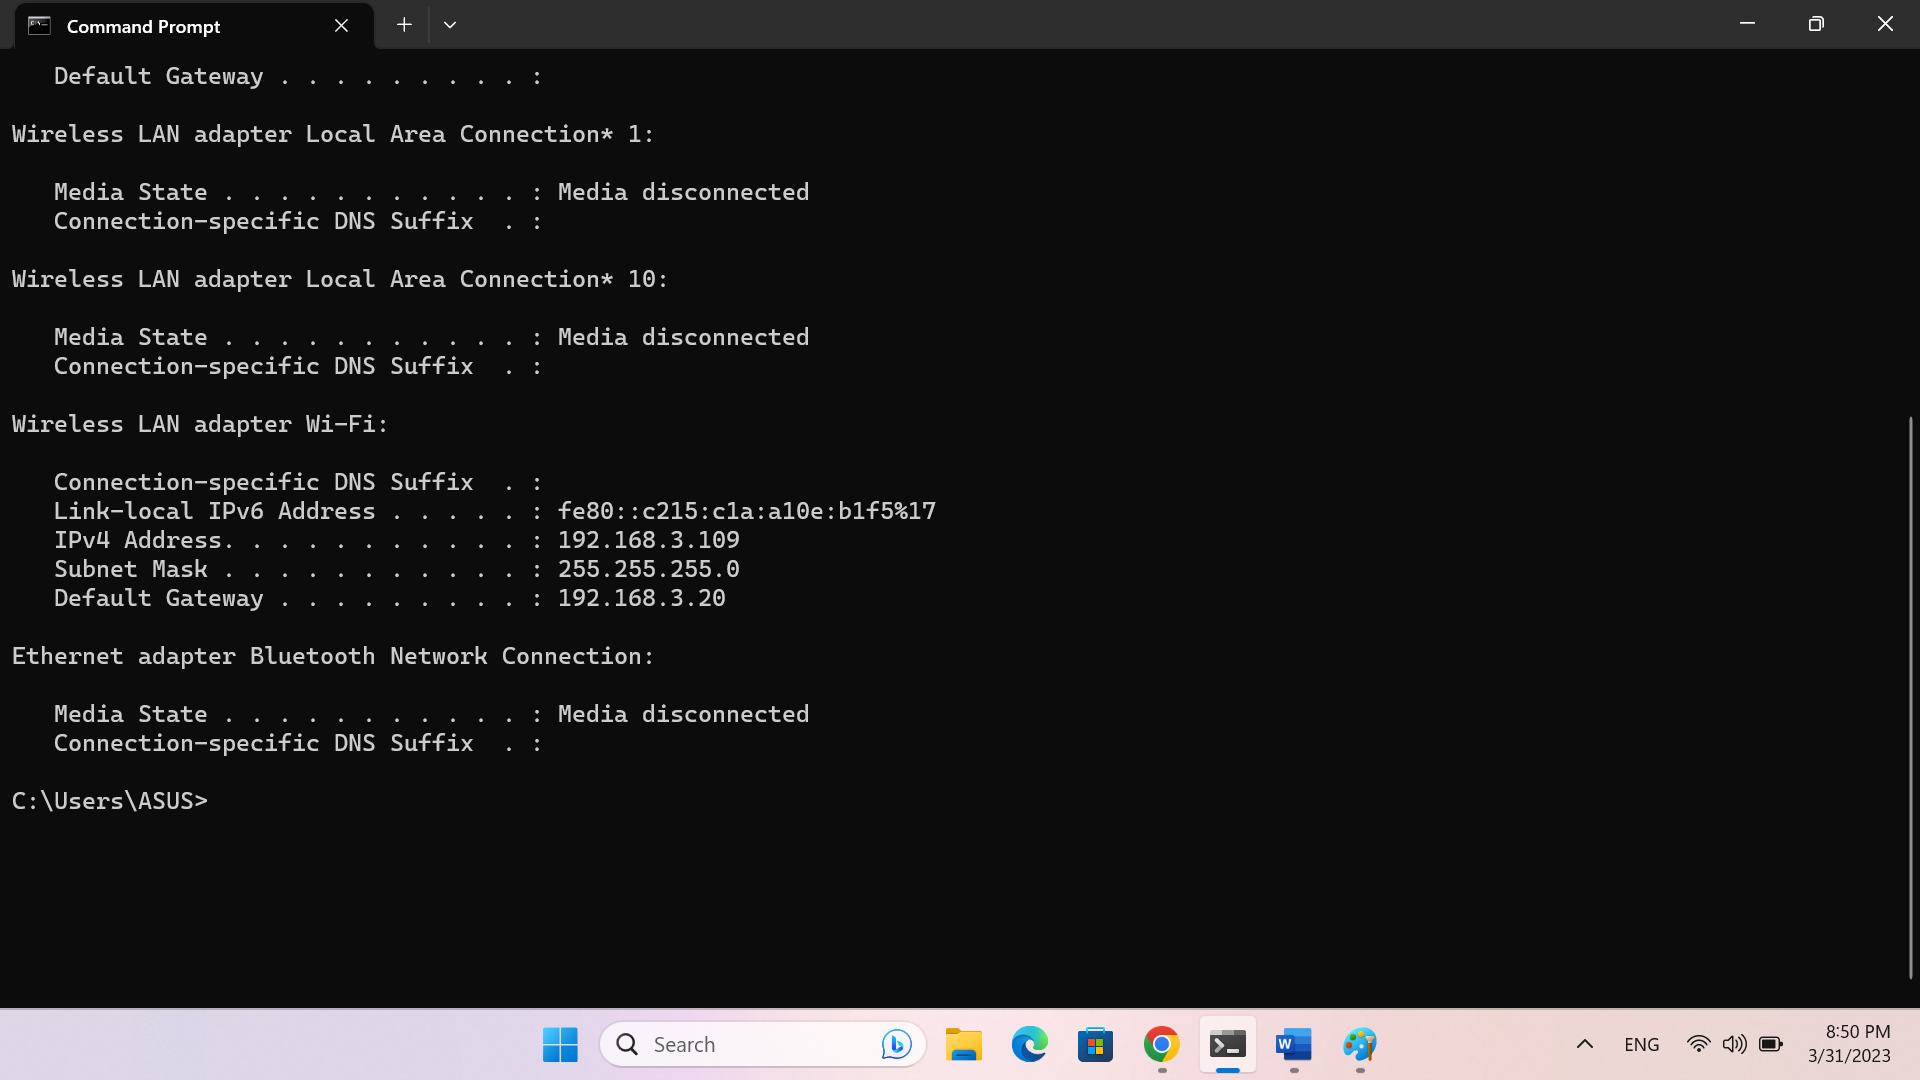 Command Prompt
Default Gateway . . . . . . . . . :
Wireless LAN adapter Local Area Connection* 1:
Media State . . . . . . . . . . . : Media disconnected
Connection-specific DNS Suffix  . :
Wireless LAN adapter Local Area Connection* 10:
Media State . . . . . . . . . . . : Media disconnected
Connection-specific DNS Suffix  . :
Wireless LAN adapter Wi-Fi:
Connection-specific DNS Suffix  . :
Link-local IPv6 Address . . . . . : fe80::c215:c1a:a10e:b1f5%17
IPv4 Address. . . . . . . . . . . : 192.168.3.109
Subnet Mask . . . . . . . . . . . : 255.255.255.0
Default Gateway . . . . . . . . . : 192.168.3.20
Ethernet adapter Bluetooth Network Connection:
Media State . . . . . . . . . . . : Media disconnected
Connection-specific DNS Suffix  . :
C:\Users\ASUS>
Search
W
ENG
8:50 PM
3/31/2023